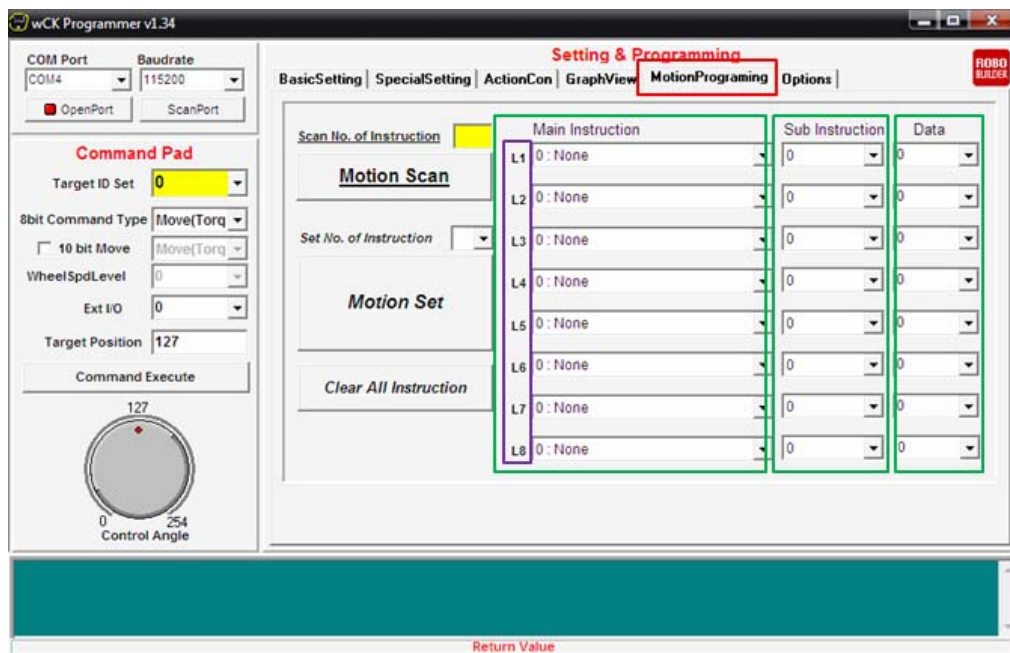 wCK Programmer v1.34
COM Port Baudrate
COM4 115200
OpenPort ScanPort
Command Pad
Target ID Set 0
8bit Command Type Move(Torq
10 bit Move Move(Torq
WheelSpdLevel 0
Ext I/O 0
Target Position 127
Command Execute
127
0 254
Control Angle
Setting & Programming
ROBO
BUILDER
BasicSetting SpecialSetting ActionCon GraphView MotionPrograming Options
Scan No. of Instruction
Motion Scan
Set No. of Instruction
Motion Set
Clear All Instruction
Main Instruction Sub Instruction Data
L1 0 : None 0 0
L2 0 : None 0 0
L3 0 : None 0 0
L4 0 : None 0 0
L5 0 : None 0 0
L6 0 : None 0 0
L7 0 : None 0 0
L8 0 : None 0 0
Return Value